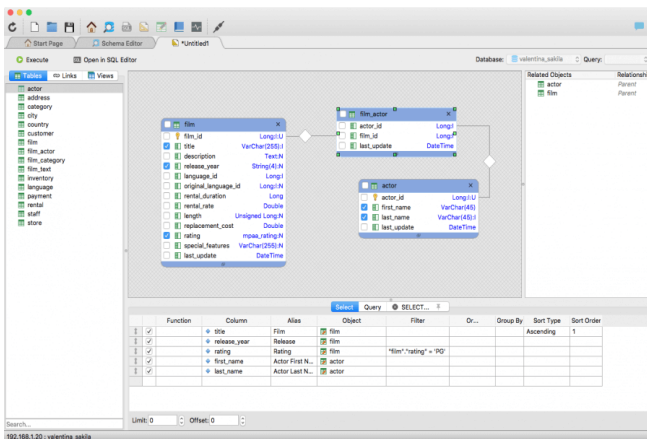 Start Page Schema Editor *Untitled1
Execute Open in SQL Editor Database: valentina_sakila Query:
Tables Links Views
actor
address
category
city
country
customer
film
film_actor
film_category
film_text
inventory
language
payment
rental
staff
store
Search...
film
film_id Long:I:U
title VarChar(255):I
description Text:N
release_year String(4):N
language_id Long:I
original_language_id Long:I:N
rental_duration Long
rental_rate Double
length Unsigned Long:N
replacement_cost Double
rating mpaa_rating:N
special_features VarChar(255):N
last_update DateTime
film_actor
actor_id Long:I
film_id Long:I
last_update DateTime
actor
actor_id Long:I:U
first_name VarChar(45)
last_name VarChar(45):I
last_update DateTime
Related Objects Relationshi
actor Parent
film Parent
Select Query SELECT...
Function Column Alias Object Filter Or... Group By Sort Type Sort Order
title Film film Ascending 1
release_year Release film
rating Rating film "film"."rating" = 'PG'
first_name Actor First N... actor
last_name Actor Last N... actor
Limit: 0 Offset: 0
192.168.1.20 : valentina_sakila